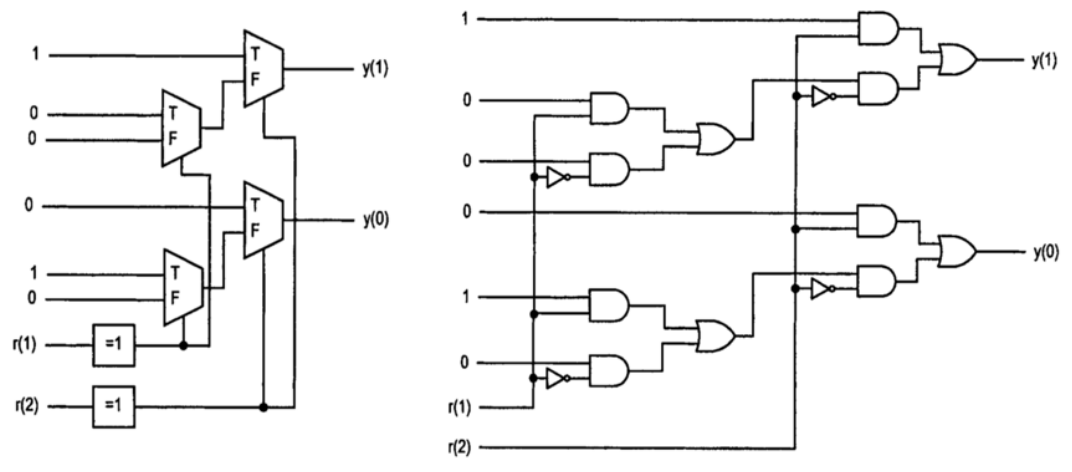 1
T
F
y(1)
0
0
T
F
0
T
F
y(0)
1
0
T
F
r(1)
=1
r(2)
=1
1
y(1)
0
0
0
y(0)
1
0
r(1)
r(2)